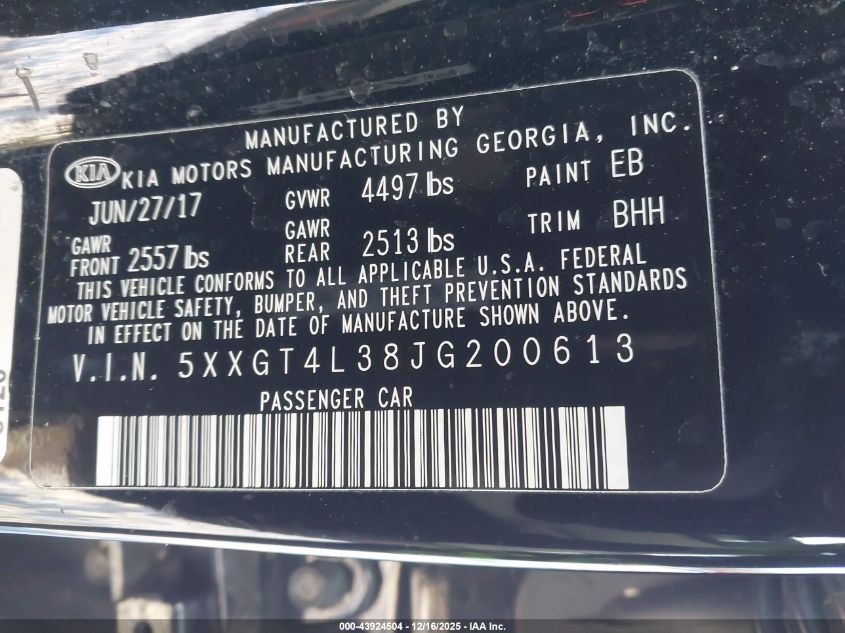 MANUFACTURED BY
KIA KIA MOTORS MANUFACTURING GEORGIA, INC.
JUN/27/17 GVWR 4497 lbs PAINT EB
GAWR FRONT 2557 lbs GAWR REAR 2513 lbs TRIM BHH
THIS VEHICLE CONFORMS TO ALL APPLICABLE U.S.A. FEDERAL
MOTOR VEHICLE SAFETY, BUMPER, AND THEFT PREVENTION STANDARDS
IN EFFECT ON THE DATE OF MANUFACTURE SHOWN ABOVE.
V.I.N. 5XXGT4L38JG200613
PASSENGER CAR
000-43924504 - 12/16/2025 - IAA Inc.